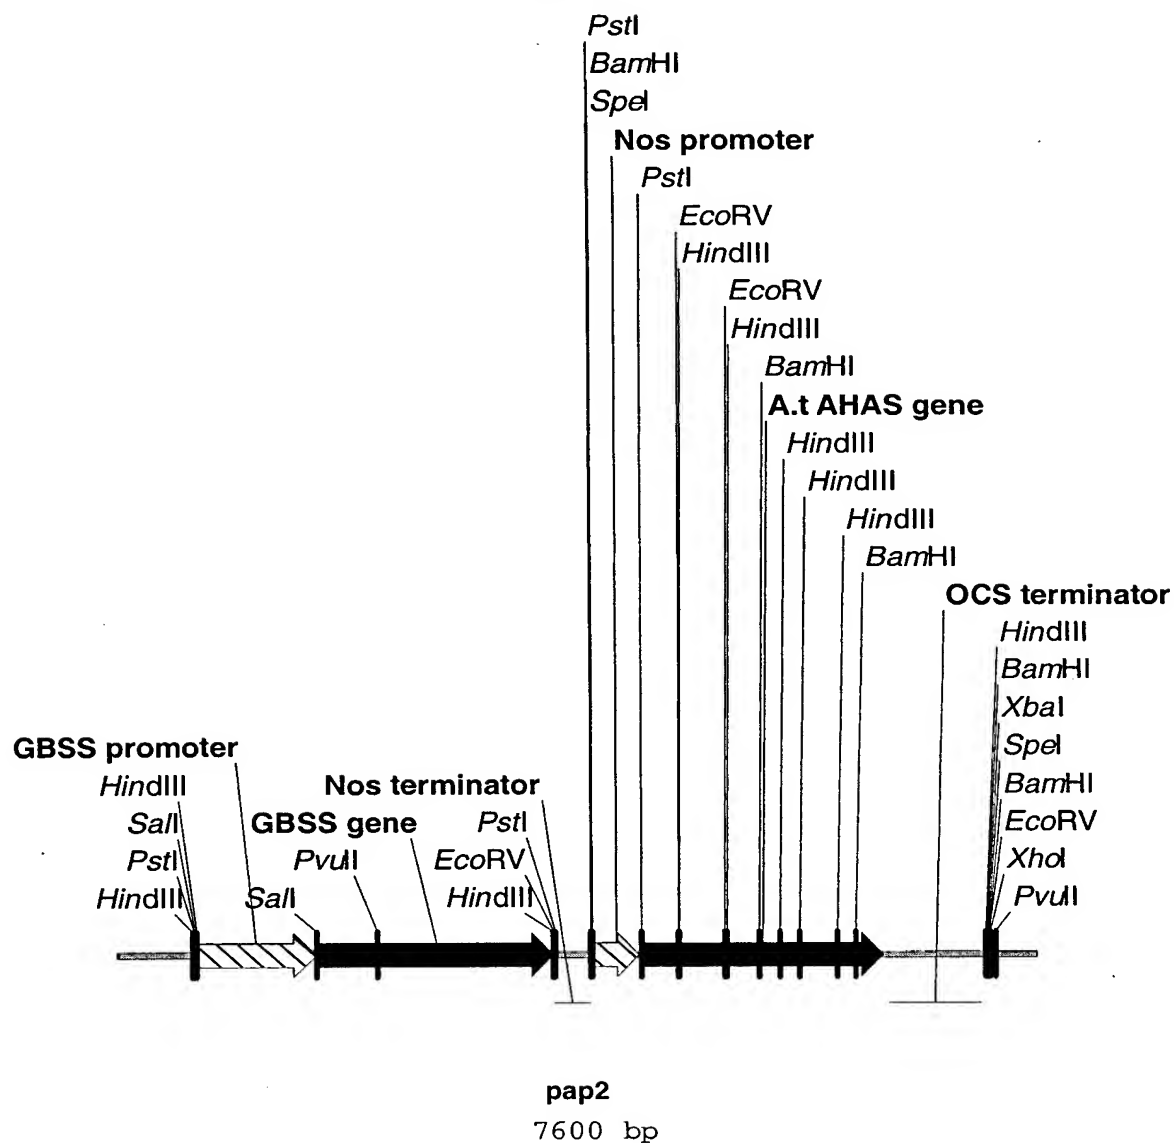 PstI
BamHI
SpeI
Nos promoter
PstI
EcoRV
HindIII
EcoRV
HindIII
BamHI
A.t AHAS gene
HindIII
HindIII
HindIII
BamHI
OCS terminator
HindIII
BamHI
XbaI
SpeI
BamHI
EcoRV
XhoI
PvuII
GBSS promoter
HindIII
SalI
PstI
HindIII
SalI
GBSS gene
PvuII
Nos terminator
PstI
EcoRV
HindIII
pap2
7600 bp